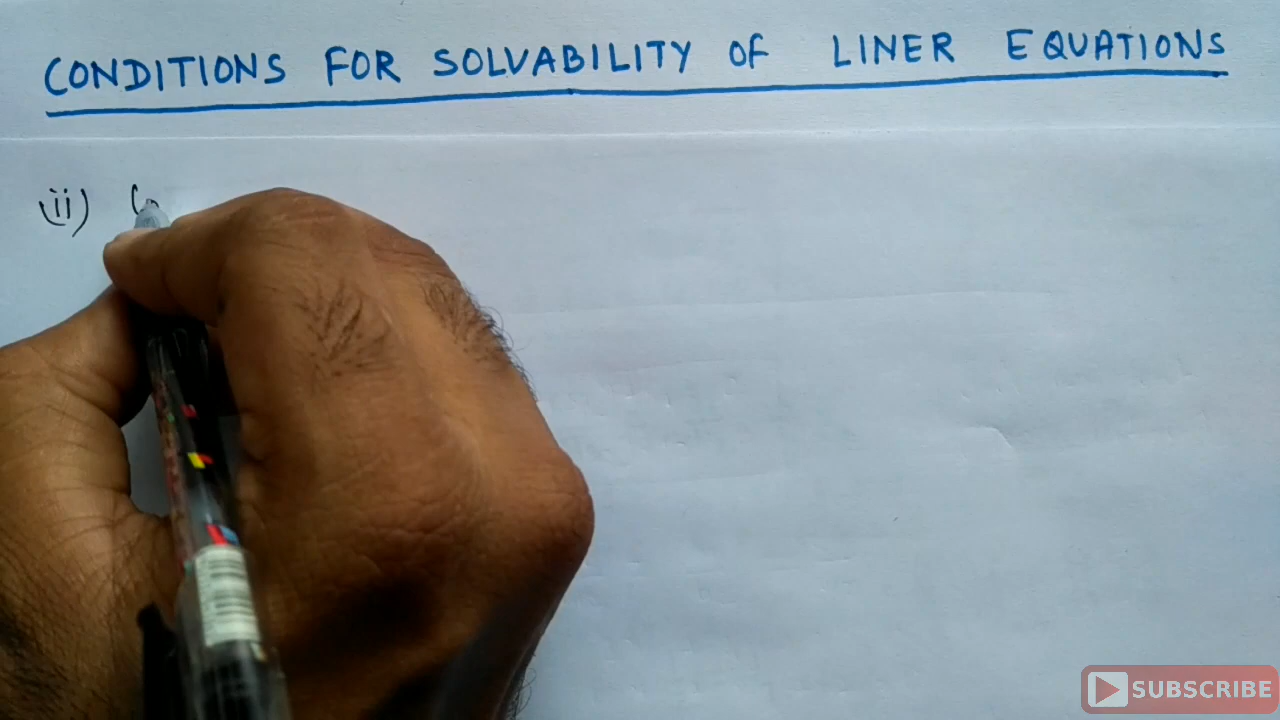 CONDITIONS FOR SOLVABILITY OF LINER EQUATIONS
(ii)
SUBSCRIBE